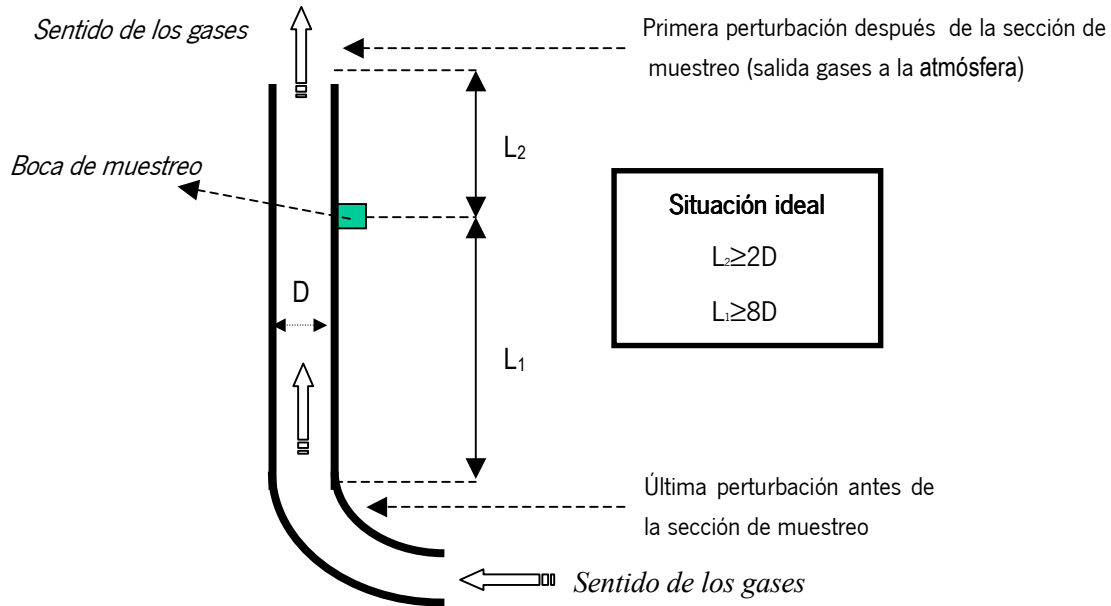 Sentido de los gases
Primera perturbación después de la sección de
muestreo (salida gases a la atmósfera)
L2
Boca de muestreo
Situación ideal
L2≥2D
L1≥8D
D
L1
Última perturbación antes de
la sección de muestreo
Sentido de los gases